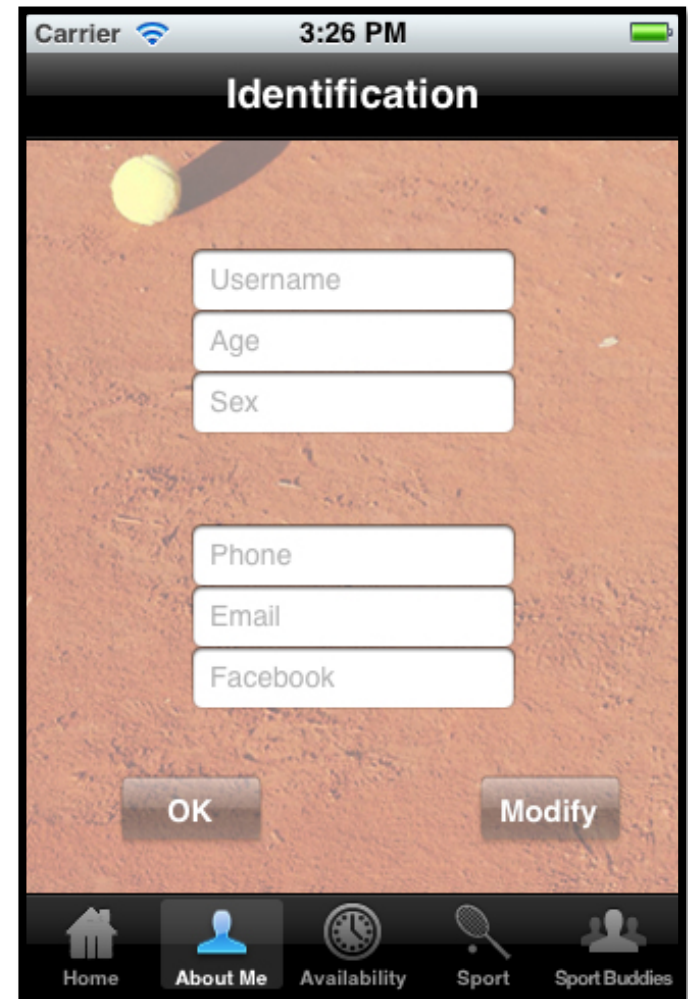 Carrier 3:26 PM
Identification
Username
Age
Sex
Phone
Email
Facebook
OK Modify
Home About Me Availability Sport Sport Buddies